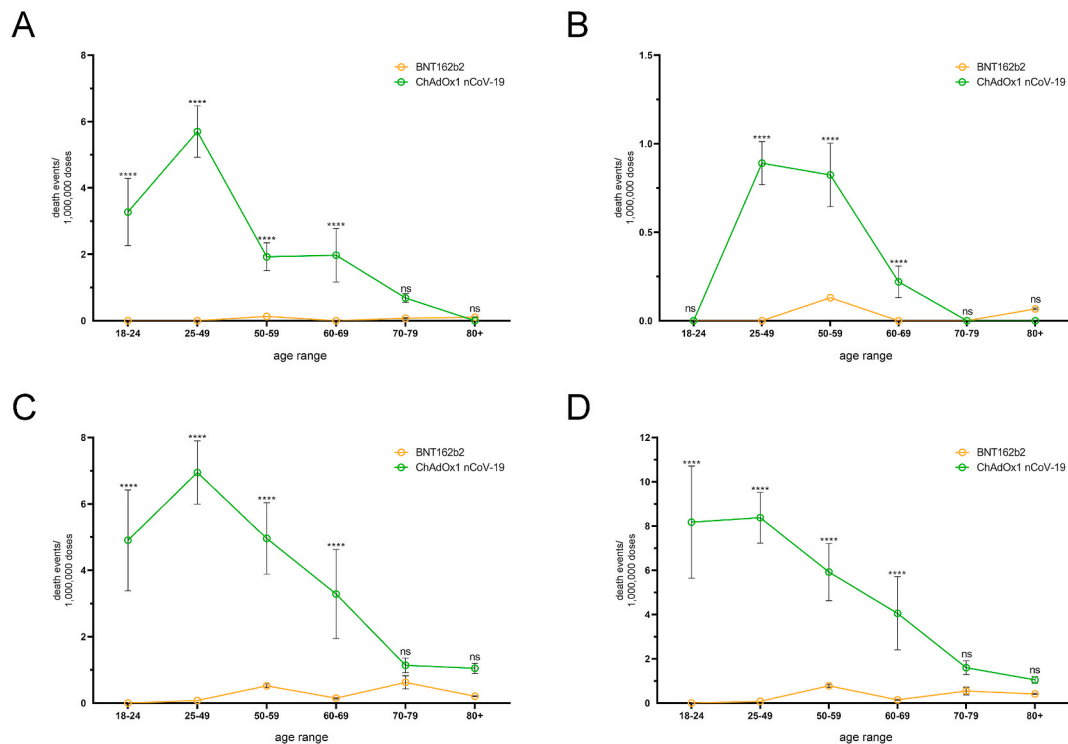 A
8
6
4
2
0
death events/
1,000,000 doses
BNT162b2
ChAdOx1 nCoV-19
****
****
****
****
ns
ns
18-24 25-49 50-59 60-69 70-79 80+
age range
B
1.5
1.0
0.5
0.0
death events/
1,000,000 doses
BNT162b2
ChAdOx1 nCoV-19
ns
****
****
****
ns
ns
18-24 25-49 50-59 60-69 70-79 80+
age range
C
8
6
4
2
0
death events/
1,000,000 doses
BNT162b2
ChAdOx1 nCoV-19
****
****
****
****
ns
ns
18-24 25-49 50-59 60-69 70-79 80+
age range
D
12
10
8
6
4
2
0
death events/
1,000,000 doses
BNT162b2
ChAdOx1 nCoV-19
****
****
****
****
ns
ns
18-24 25-49 50-59 60-69 70-79 80+
age range